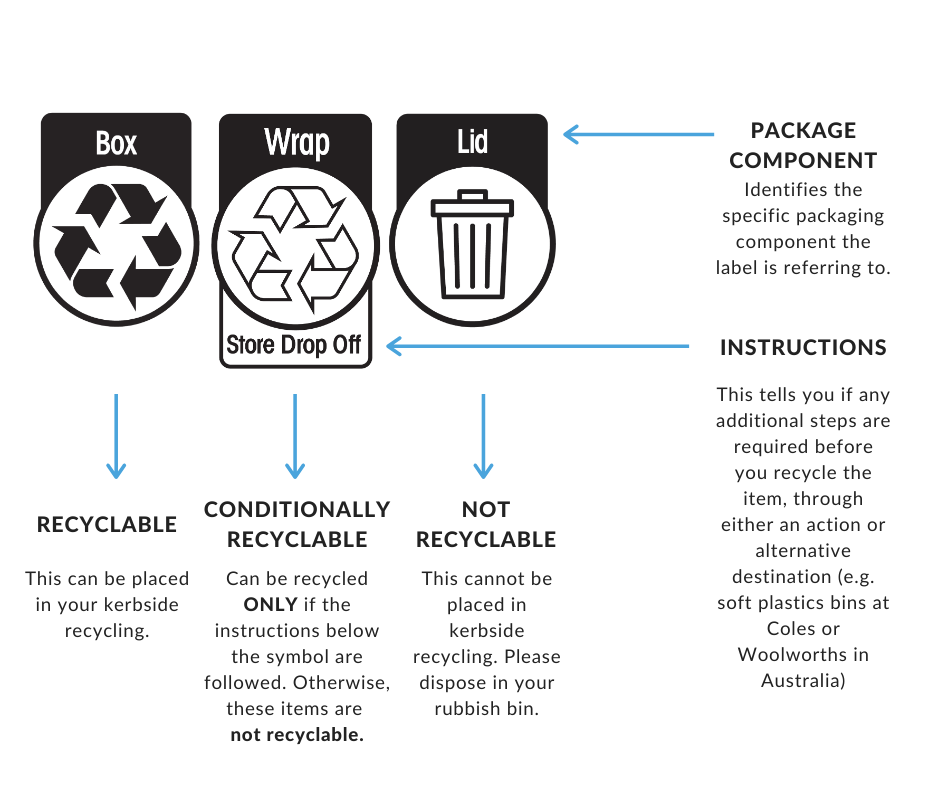 Box
Wrap
Lid
Store Drop Off
PACKAGE
COMPONENT
Identifies the
specific packaging
component the
label is referring to.
INSTRUCTIONS
This tells you if any
additional steps are
required before
you recycle the
item, through
either an action or
alternative
destination (e.g.
soft plastics bins at
Coles or
Woolworths in
Australia)
RECYCLABLE
This can be placed
in your kerbside
recycling.
CONDITIONALLY
RECYCLABLE
Can be recycled
ONLY if the
instructions below
the symbol are
followed. Otherwise,
these items are
not recyclable.
NOT
RECYCLABLE
This cannot be
placed in
kerbside
recycling. Please
dispose in your
rubbish bin.